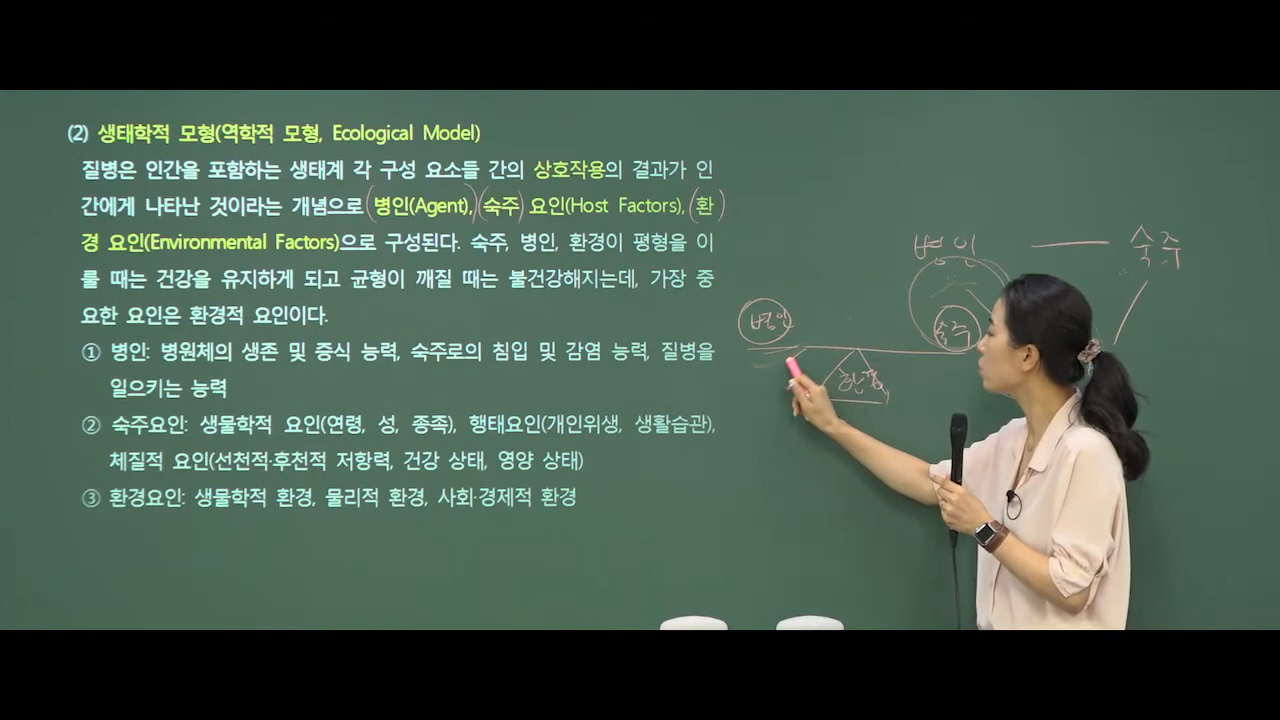 (2) 생태학적 모형(역학적 모형, Ecological Model)
질병은 인간을 포함하는 생태계 각 구성 요소들 간의 상호작용의 결과가 인
간에게 나타난 것이라는 개념으로 병인(Agent), 숙주 요인(Host Factors), 환
경 요인(Environmental Factors)으로 구성된다. 숙주, 병인, 환경이 평형을 이
룰 때는 건강을 유지하게 되고 균형이 깨질 때는 불건강해지는데, 가장 중
요한 요인은 환경적 요인이다.
① 병인: 병원체의 생존 및 증식 능력, 숙주로의 침입 및 감염 능력, 질병을
일으키는 능력
② 숙주요인: 생물학적 요인(연령, 성, 종족), 행태요인(개인위생, 생활습관),
체질적 요인(선천적·후천적 저항력, 건강 상태, 영양 상태)
③ 환경요인: 생물학적 환경, 물리적 환경, 사회·경제적 환경
병인 숙주
병인 숙주
환경